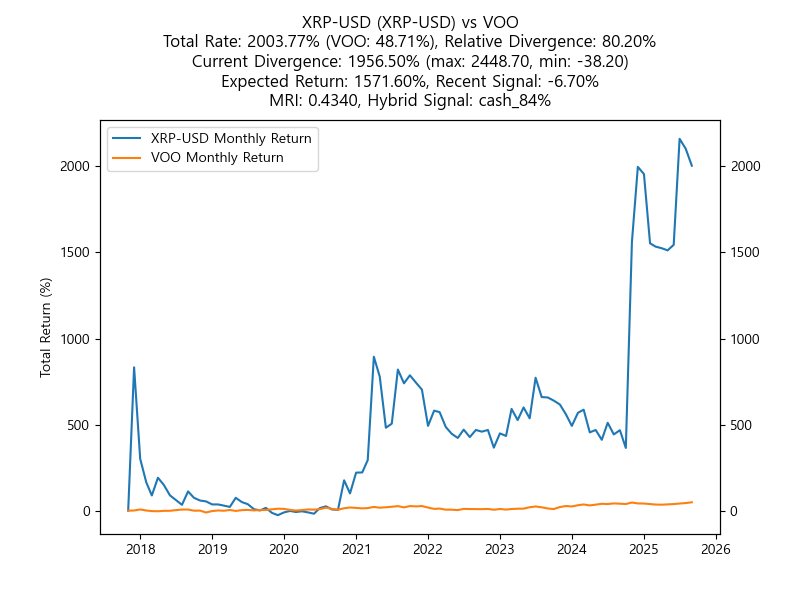 XRP-USD (XRP-USD) vs VOO
Total Rate: 2003.77% (VOO: 48.71%), Relative Divergence: 80.20%
Current Divergence: 1956.50% (max: 2448.70, min: -38.20)
Expected Return: 1571.60%, Recent Signal: -6.70%
MRI: 0.4340, Hybrid Signal: cash_84%
XRP-USD Monthly Return
VOO Monthly Return
Total Return (%)
2000
1500
1000
500
0
2000
1500
1000
500
0
2018
2019
2020
2021
2022
2023
2024
2025
2026